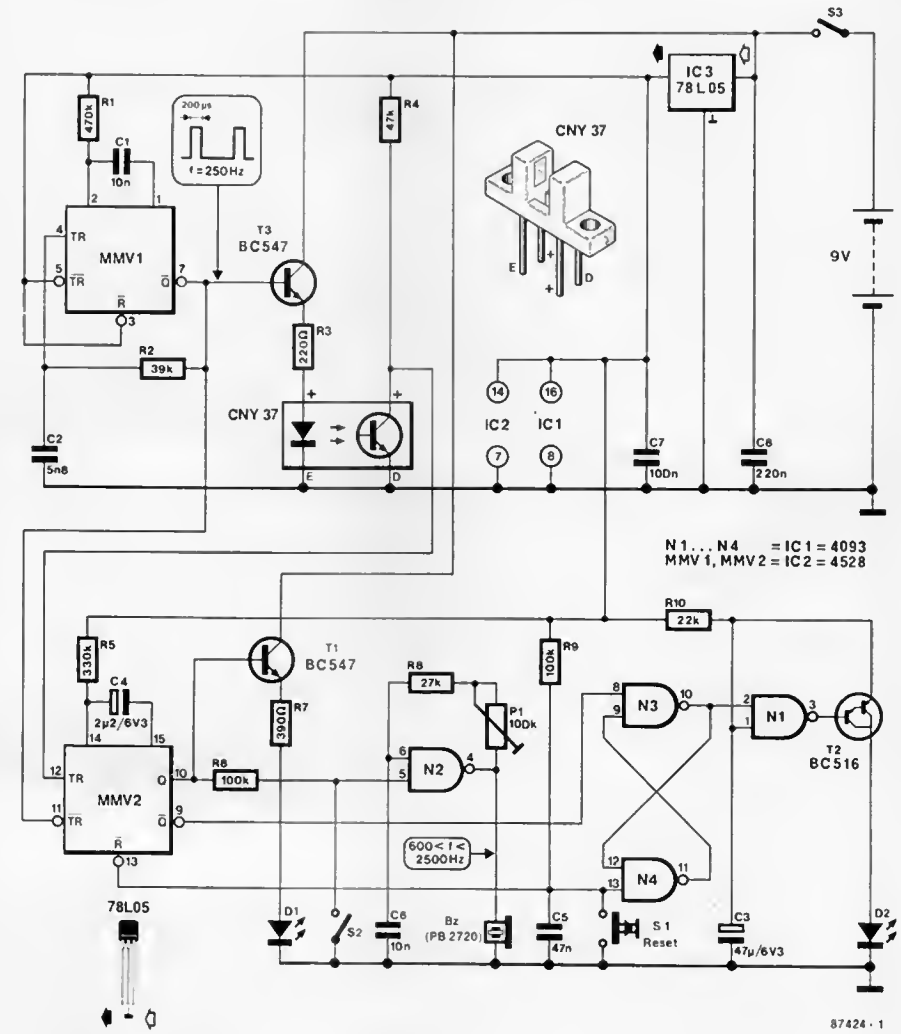 S3
IC3
78L05
⊥
R1
470k
C1
10n
200µs
f = 250Hz
R4
47k
CNY 37
E
+
+
D
2
1
4
TR
MMV1
5
TR
Q
7
R
3
T3
BC547
9V
R2
39k
R3
220Ω
CNY 37
+
+
E
D
C2
5n8
14
16
IC2
IC1
7
8
C7
100n
C8
220n
N1...N4 = IC1 = 4093
MMV1, MMV2 = IC2 = 4528
R10
22k
R5
330k
C4
2µ2/6V3
14
15
T1
BC547
R7
390Ω
R8
27k
P1
100k
R9
100k
8
9
N3
10
2
1
N1
3
T2
BC516
12
TR
Q
10
MMV2
11
TR
Q
9
R
13
R6
100k
6
5
N2
4
600 < f <
2500Hz
12
13
N4
11
78L05
D1
S2
C6
10n
Bz
(PB 2720)
C5
47n
S1
Reset
C3
47µ/6V3
D2
87424 - 1